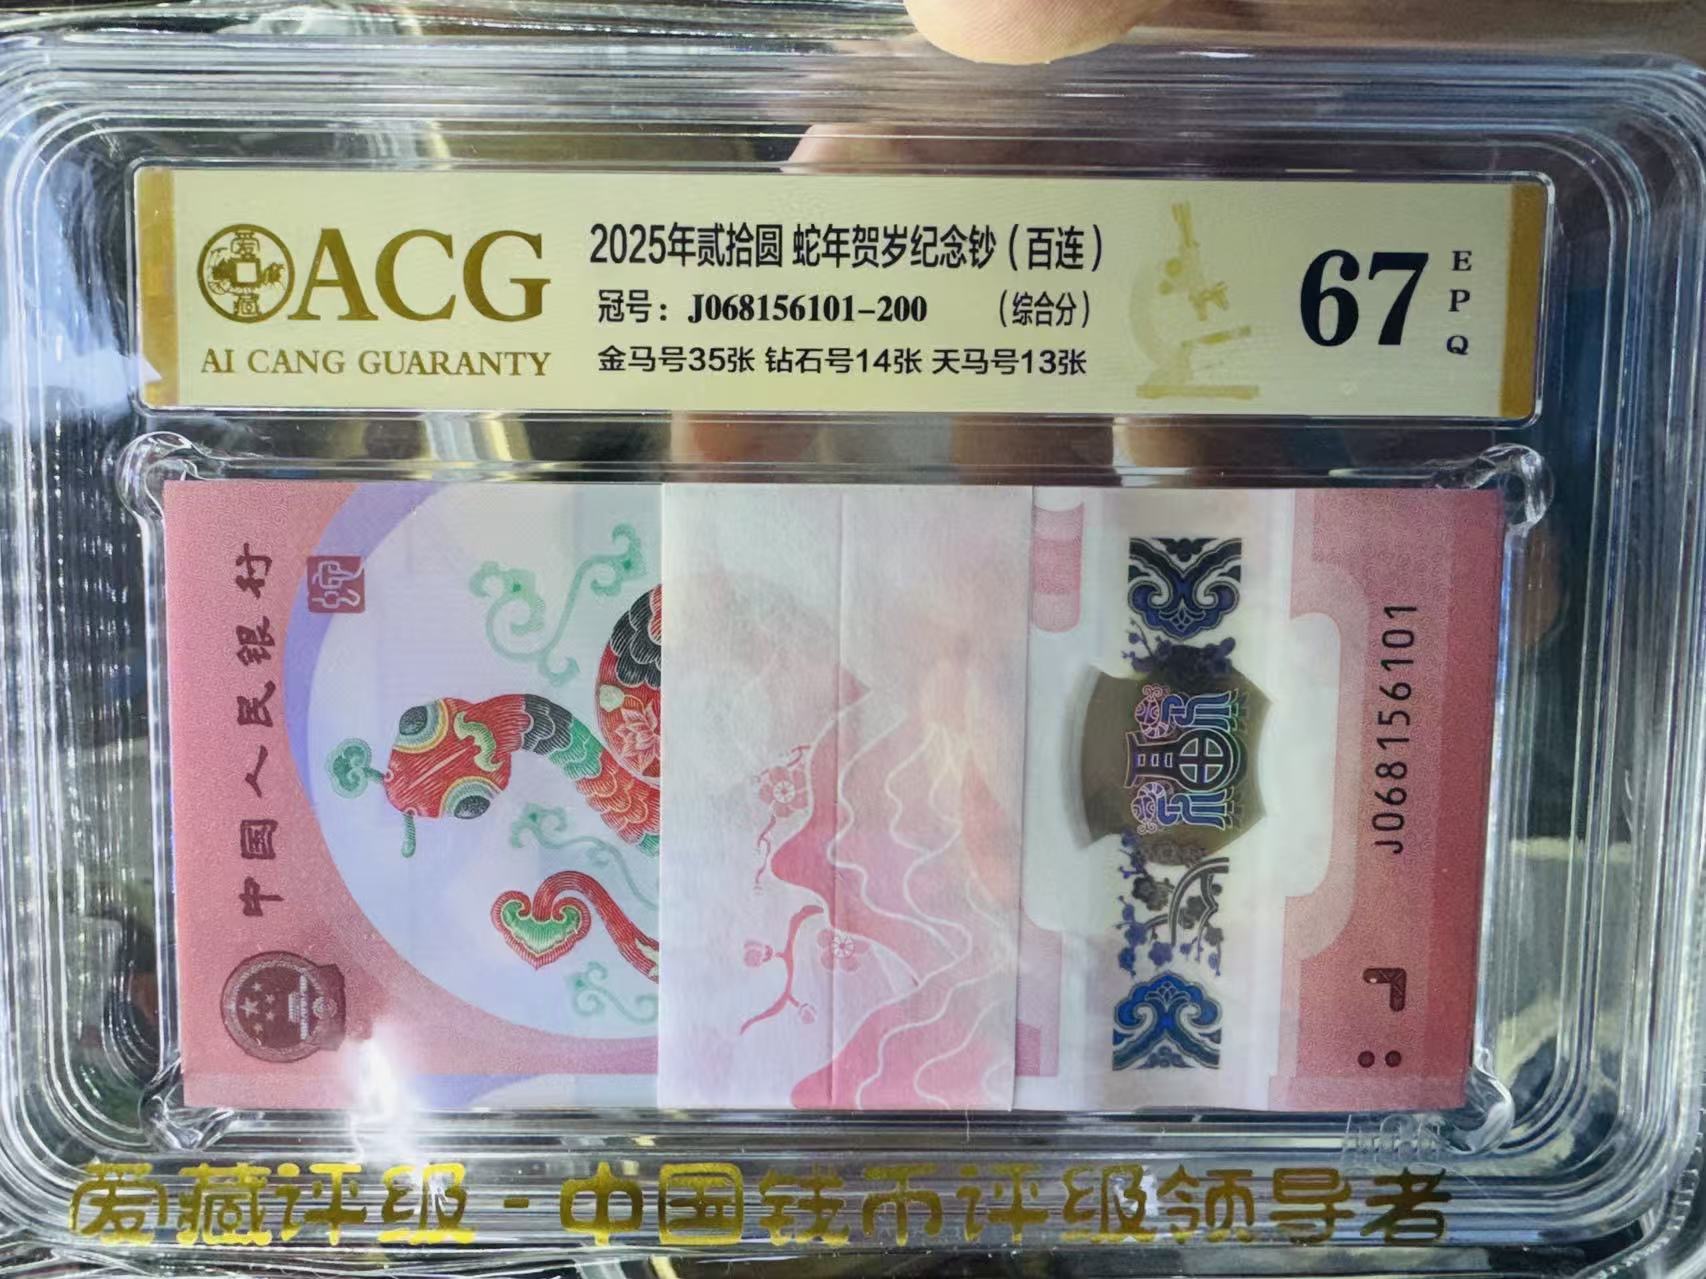 ACG
AI CANG GUARANTY
2025年贰拾圆 蛇年贺岁纪念钞(百连)
冠号:J068156101-200 (综合分)
金马号35张 钻石号14张 天马号13张
67
EPQ
中国人民银行
J068156101
爱藏评级-中国钱币评级领导者